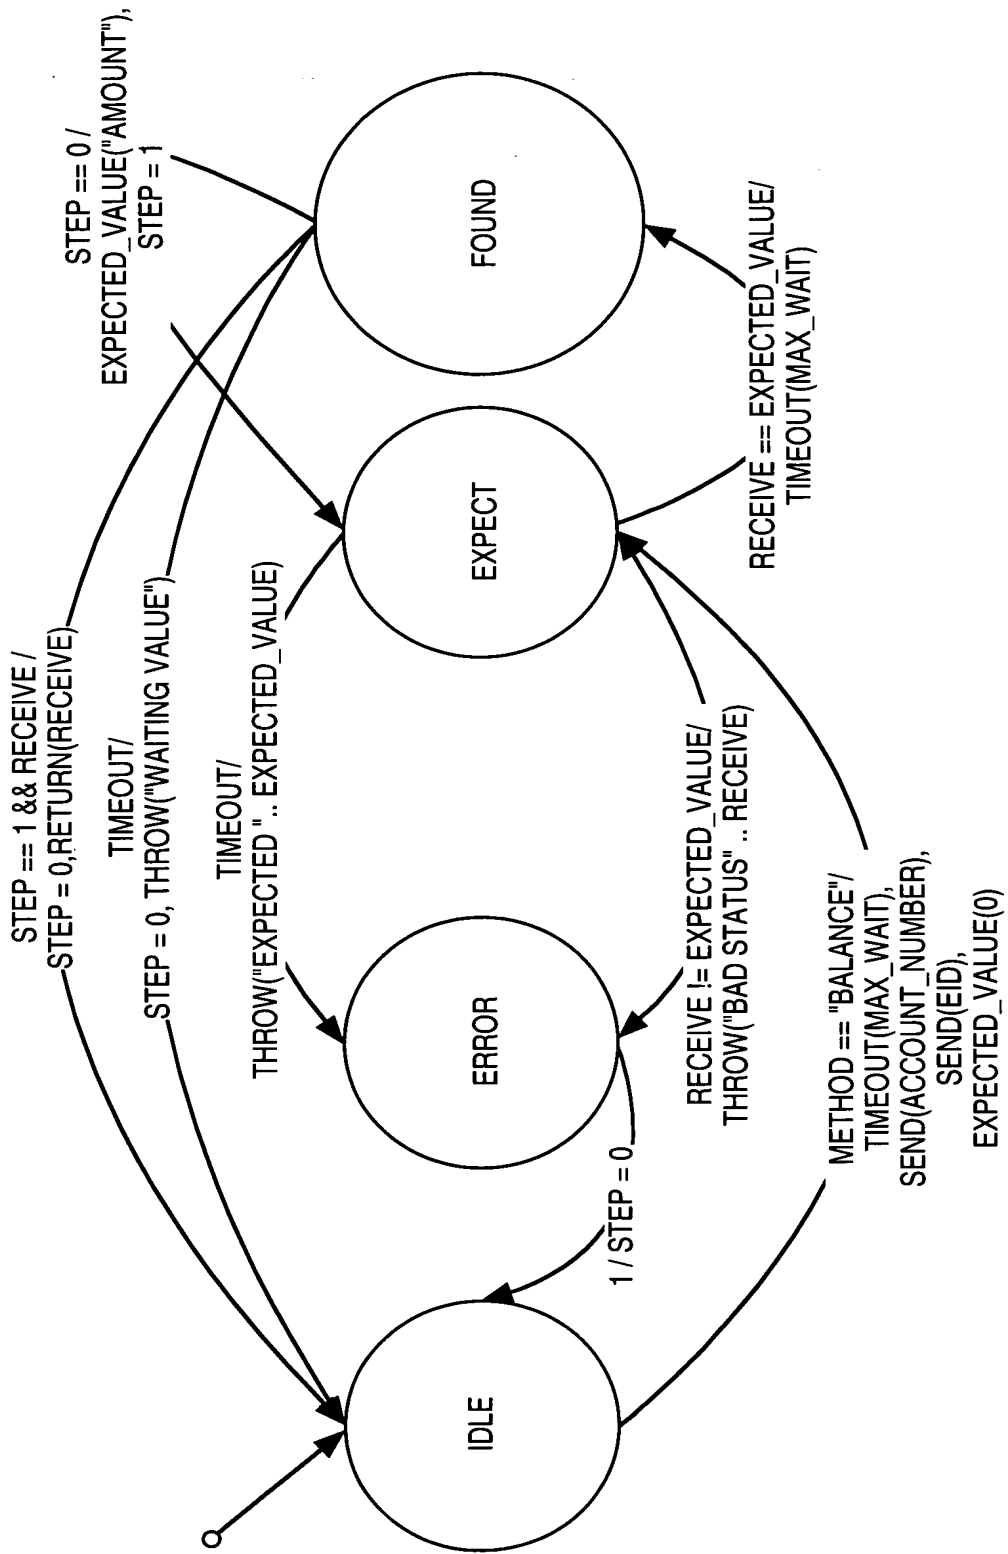 STEP == 1 && RECEIVE /
STEP = 0,RETURN(RECEIVE)
TIMEOUT/
STEP = 0, THROW("WAITING VALUE")
TIMEOUT/
THROW("EXPECTED ".. EXPECTED_VALUE)
STEP == 0 /
EXPECTED_VALUE("AMOUNT"),
STEP = 1
IDLE
ERROR
EXPECT
FOUND
1 / STEP = 0
RECEIVE != EXPECTED_VALUE/
THROW("BAD STATUS" .. RECEIVE)
RECEIVE == EXPECTED_VALUE/
TIMEOUT(MAX_WAIT)
METHOD == "BALANCE"/
TIMEOUT(MAX_WAIT),
SEND(ACCOUNT_NUMBER),
SEND(EID),
EXPECTED_VALUE(0)